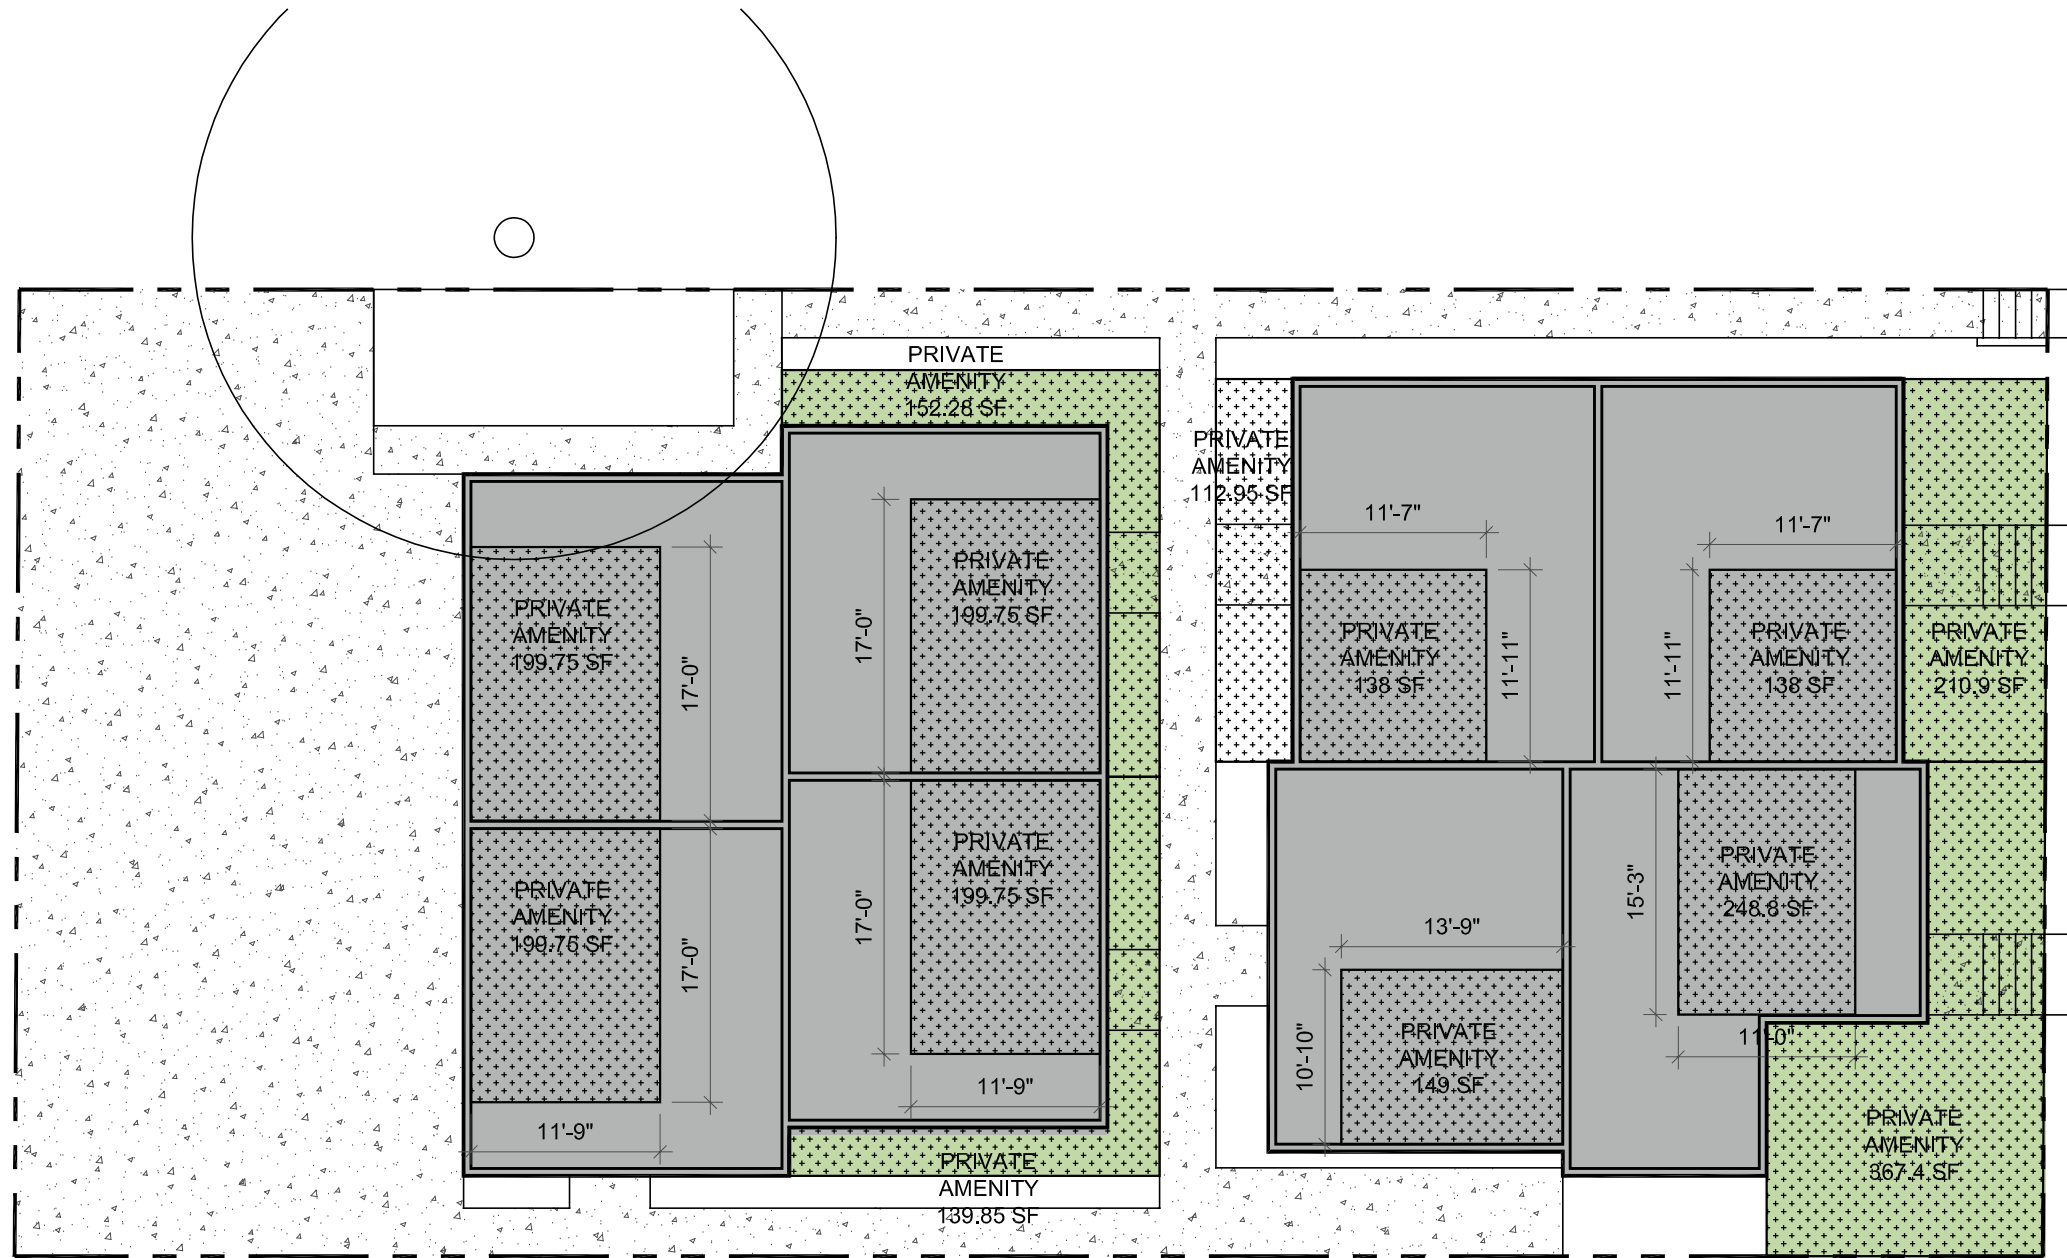 PRIVATE
AMENITY
152.28 SF
PRIVATE
AMENITY
112.95 SF
11'-7"
11'-7"
PRIVATE
AMENITY
199.75 SF
17'-0"
17'-0"
PRIVATE
AMENITY
199.75 SF
PRIVATE
AMENITY
138 SF
11'-11"
11'-11"
PRIVATE
AMENITY
138 SF
PRIVATE
AMENITY
210.9 SF
PRIVATE
AMENITY
199.75 SF
17'-0"
17'-0"
PRIVATE
AMENITY
199.75 SF
15'-3"
PRIVATE
AMENITY
248.8 SF
13'-9"
10'-10"
PRIVATE
AMENITY
149 SF
11'-0"
11'-9"
11'-9"
PRIVATE
AMENITY
139.85 SF
PRIVATE
AMENITY
367.4 SF